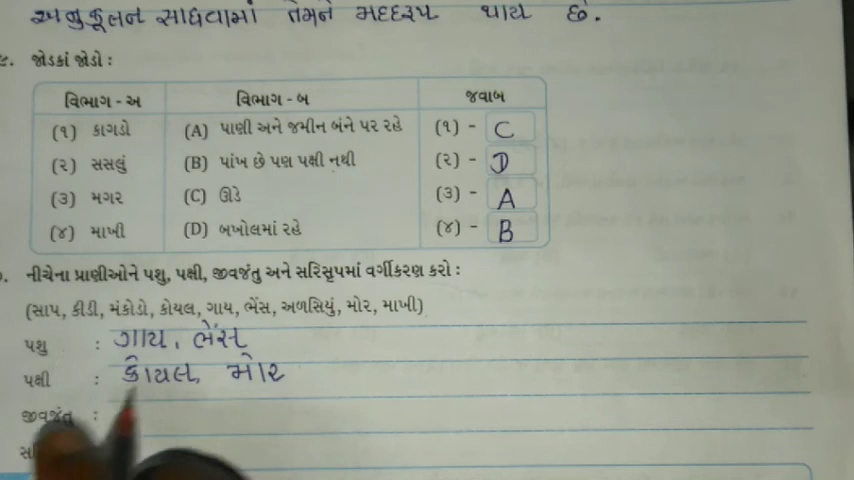 અનુકૂલન સાધવામાં તેમને મદદરૂપ થાય છે.
૯. જોડકાં જોડો :
વિભાગ - અ વિભાગ - બ જવાબ
(૧) કાગડો (A) પાણી અને જમીન બંને પર રહે (૧) - C
(૨) સસલું (B) પાંખ છે પણ પક્ષી નથી (૨) - D
(૩) મગર (C) ઊડે (૩) - A
(૪) માખી (D) બખોલમાં રહે (૪) - B
નીચેના પ્રાણીઓને પશુ, પક્ષી, જીવજંતુ અને સરિસૃપમાં વર્ગીકરણ કરો :
(સાપ, કીડી, મંકોડો, કોયલ, ગાય, ભેંસ, અળસિયું, મોર, માખી)
પશુ : ગાય, ભેંસ
પક્ષી : કોયલ, મોર
જીવજંતુ :